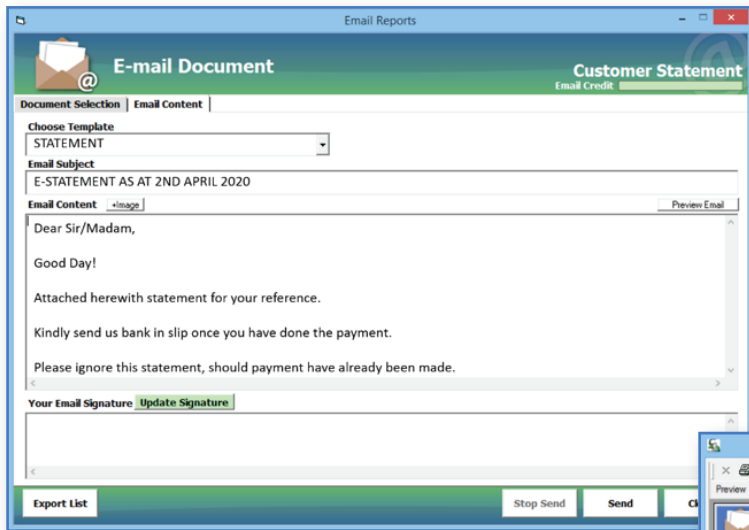 Email Reports
E-mail Document
Customer Statement
Email Credit
Document Selection
Email Content
Choose Template
STATEMENT
Email Subject
E-STATEMENT AS AT 2ND APRIL 2020
Email Content +Image Preview Email
Dear Sir/Madam,
Good Day!
Attached herewith statement for your reference.
Kindly send us bank in slip once you have done the payment.
Please ignore this statement, should payment have already been made.
Your Email Signature Update Signature
Preview
Export List Stop Send Send